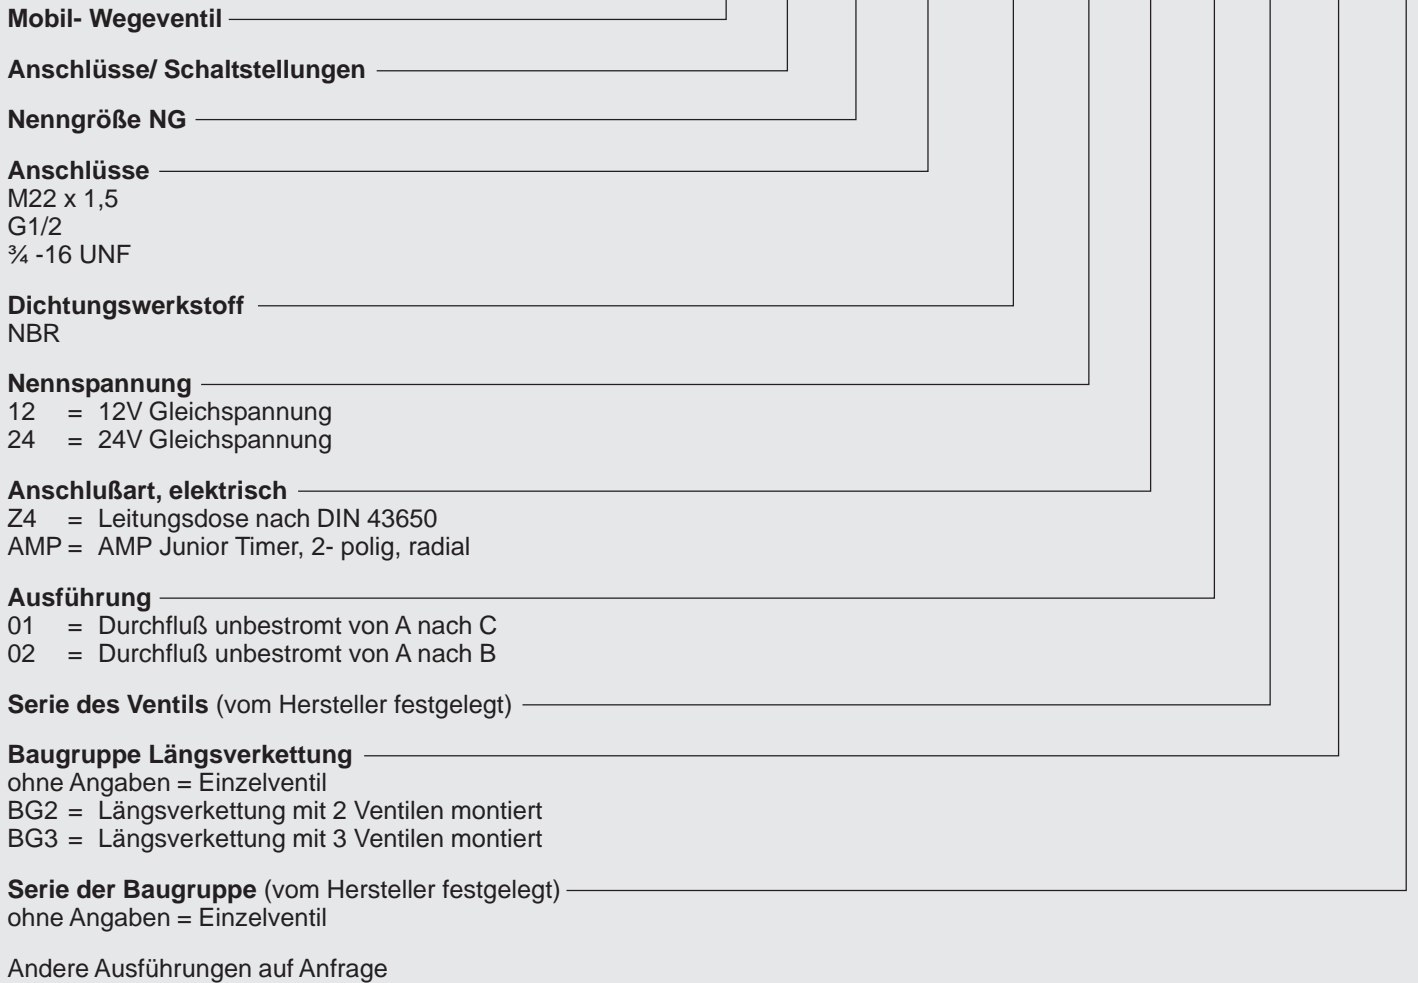 Mobil- Wegeventil
Anschlüsse/ Schaltstellungen
Nenngröße NG
Anschlüsse
M22 x 1,5
G1/2
¾ -16 UNF
Dichtungswerkstoff
NBR
Nennspannung
12 = 12V Gleichspannung
24 = 24V Gleichspannung
Anschlußart, elektrisch
Z4 = Leitungsdose nach DIN 43650
AMP = AMP Junior Timer, 2- polig, radial
Ausführung
01 = Durchfluß unbestromt von A nach C
02 = Durchfluß unbestromt von A nach B
Serie des Ventils (vom Hersteller festgelegt)
Baugruppe Längsverkettung
ohne Angaben = Einzelventil
BG2 = Längsverkettung mit 2 Ventilen montiert
BG3 = Längsverkettung mit 3 Ventilen montiert
Serie der Baugruppe (vom Hersteller festgelegt)
ohne Angaben = Einzelventil
Andere Ausführungen auf Anfrage